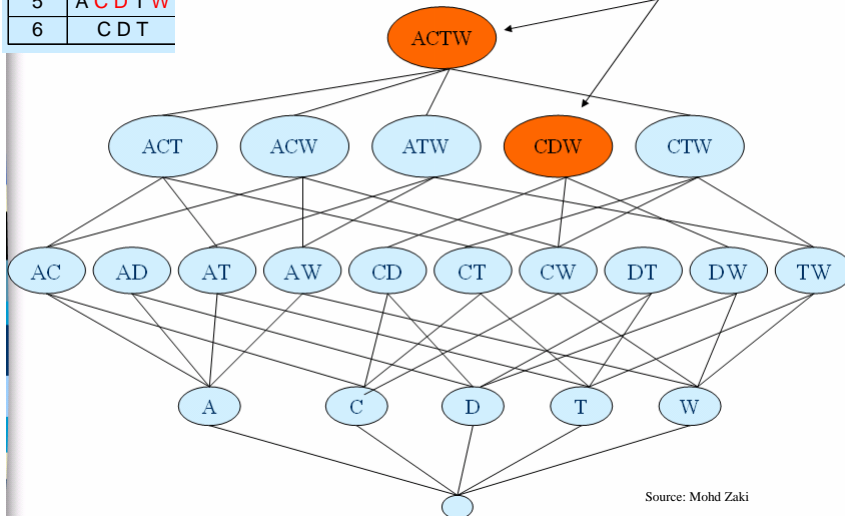 5 A C D T W
6 C D T
ACTW
ACT ACW ATW CDW CTW
AC AD AT AW CD CT CW DT DW TW
A C D T W
Source: Mohd Zaki